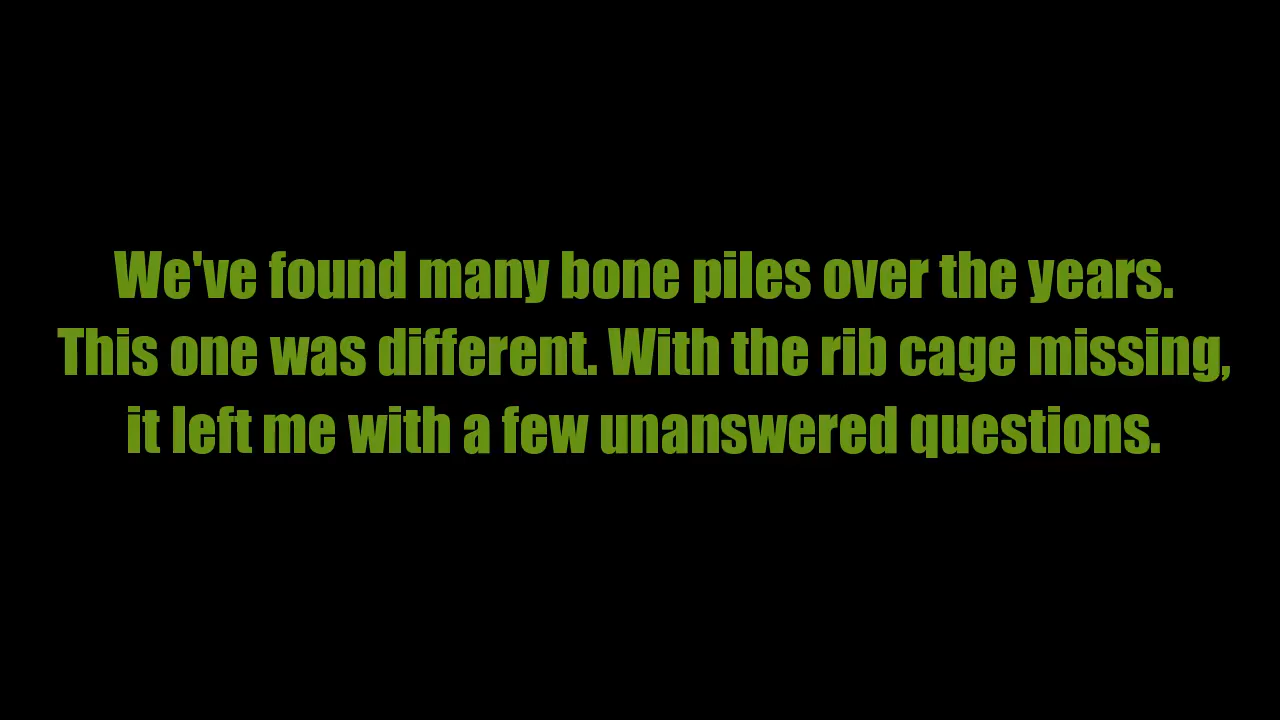 We've found many bone piles over the years.
This one was different. With the rib cage missing,
it left me with a few unanswered questions.